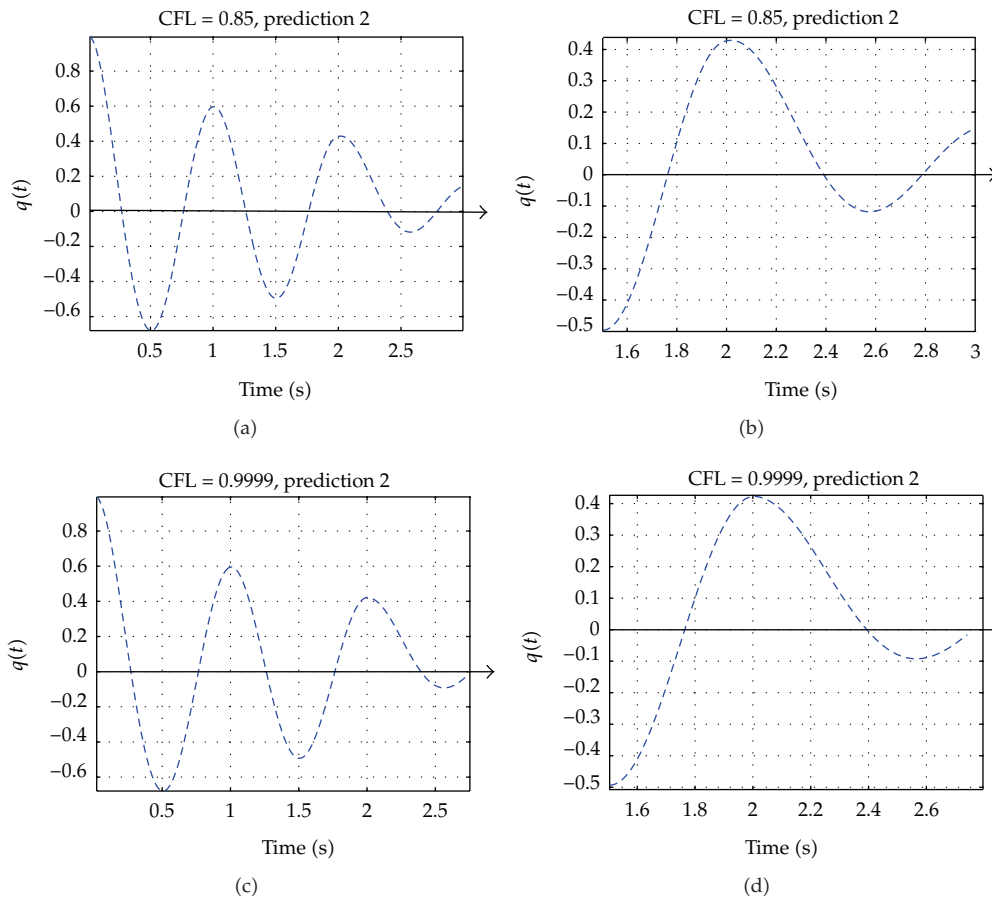 CFL = 0.85, prediction 2
0.8
0.6
0.4
0.2
0
−0.2
−0.4
−0.6
q(t)
0.5 1 1.5 2 2.5
Time (s)
(a)
CFL = 0.85, prediction 2
0.4
0.3
0.2
0.1
0
−0.1
−0.2
−0.3
−0.4
−0.5
q(t)
1.6 1.8 2 2.2 2.4 2.6 2.8 3
Time (s)
(b)
CFL = 0.9999, prediction 2
0.8
0.6
0.4
0.2
0
−0.2
−0.4
−0.6
q(t)
0.5 1 1.5 2 2.5
Time (s)
(c)
CFL = 0.9999, prediction 2
0.4
0.3
0.2
0.1
0
−0.1
−0.2
−0.3
−0.4
−0.5
q(t)
1.6 1.8 2 2.2 2.4 2.6
Time (s)
(d)